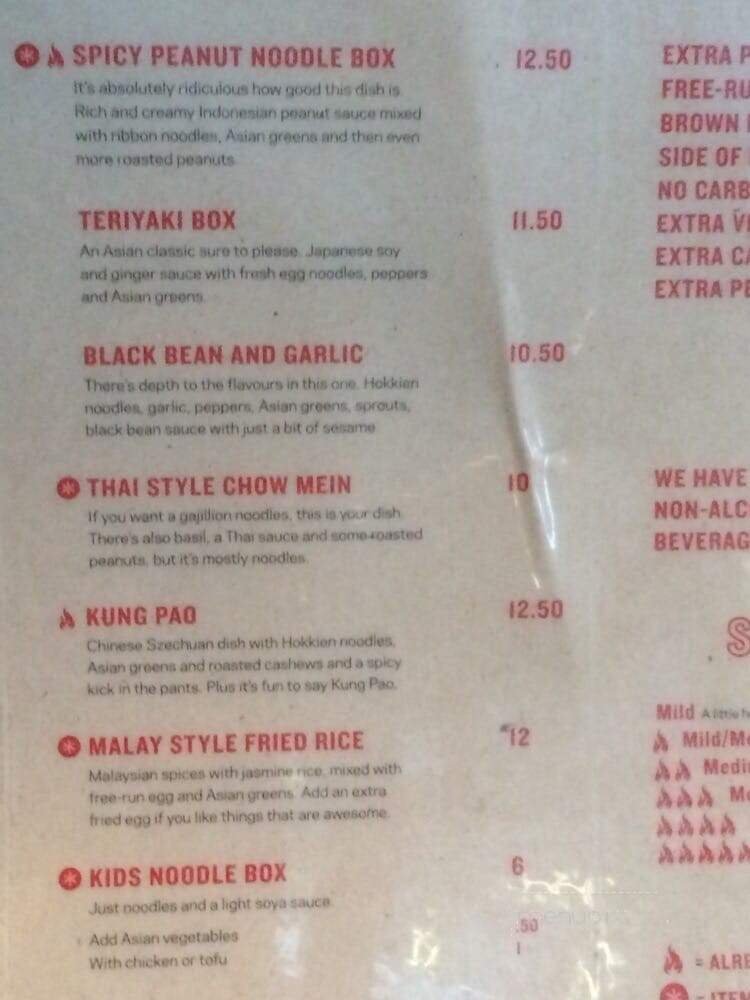 SPICY PEANUT NOODLE BOX 12.50
It's absolutely ridiculous how good this dish is.
Rich and creamy Indonesian peanut sauce mixed
with ribbon noodles, Asian greens and then even
more roasted peanuts.
TERIYAKI BOX 11.50
An Asian classic sure to please. Japanese soy
and ginger sauce with fresh egg noodles, peppers
and Asian greens.
BLACK BEAN AND GARLIC 10.50
There's depth to the flavours in this one. Hokkien
noodles, garlic, peppers, Asian greens, sprouts,
black bean sauce with just a bit of sesame
THAI STYLE CHOW MEIN 10
If you want a gajillion noodles, this is your dish.
There's also basil, a Thai sauce and some roasted
peanuts, but it's mostly noodles.
KUNG PAO 12.50
Chinese Szechuan dish with Hokkien noodles,
Asian greens and roasted cashews and a spicy
kick in the pants. Plus it's fun to say Kung Pao.
MALAY STYLE FRIED RICE 12
Malaysian spices with jasmine rice, mixed with
free-run egg and Asian greens. Add an extra
fried egg if you like things that are awesome.
KIDS NOODLE BOX 6
Just noodles and a light soya sauce.
Add Asian vegetables .50
With chicken or tofu 1
EXTRA P
FREE-RU
BROWN
SIDE OF
NO CARB
EXTRA
EXTRA CA
EXTRA PE
WE HAVE
NON-ALC
BEVERAG
S
Mild A little
Mild/Me
Medi
M
= ALRE
= ITEM